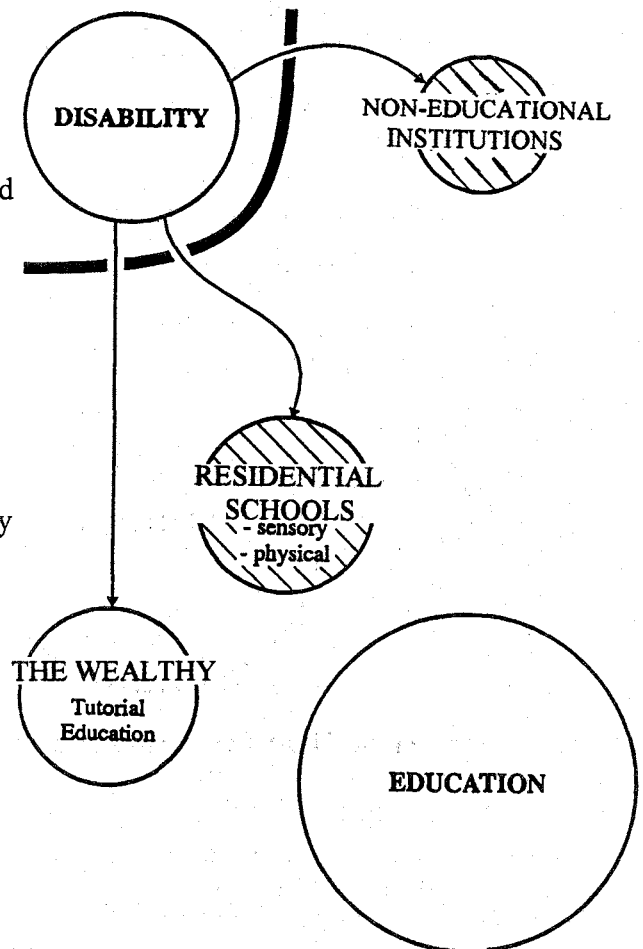 DISABILITY
NON-EDUCATIONAL
INSTITUTIONS
d
RESIDENTIAL
SCHOOLS
- sensory
- physical
y
THE WEALTHY
Tutorial
Education
EDUCATION